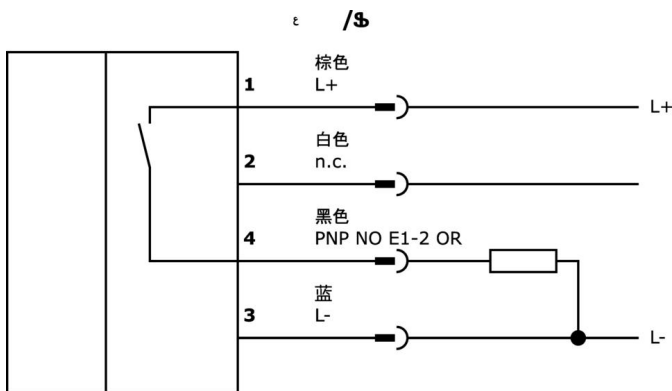 棕色
1 L+
L+
白色
2 n.c.
黑色
4 PNP NO E1-2 OR
蓝
3 L-
L-